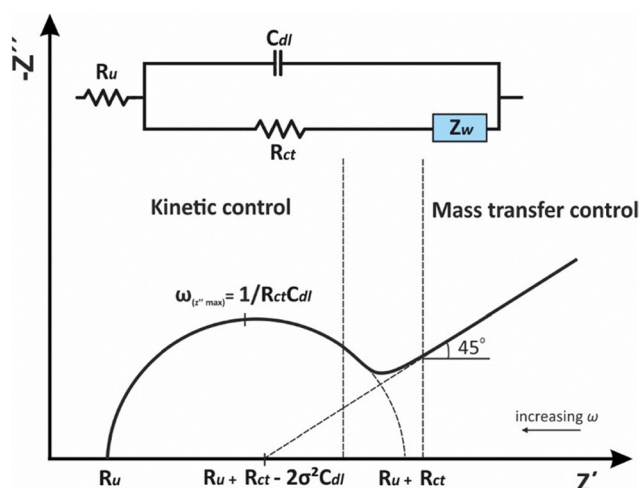 -Z′′
Cdl
Ru
Rct
Zw
Kinetic control
Mass transfer control
ω(z″ max)= 1/RctCdl
45°
increasing ω
Ru
Ru + Rct - 2σ²Cdl
Ru + Rct
Z′